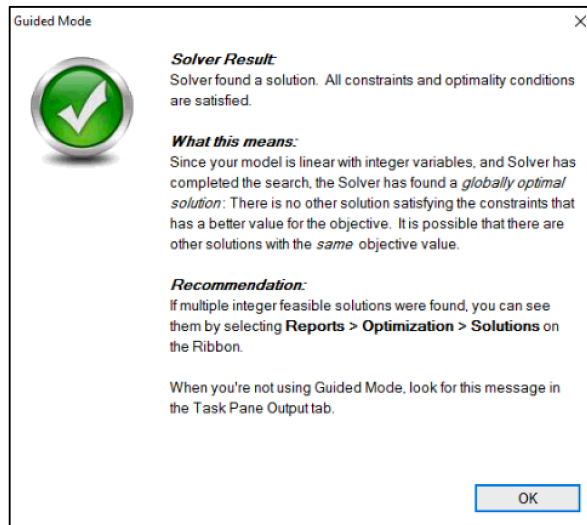 Guided Mode
Solver Result:
Solver found a solution. All constraints and optimality conditions
are satisfied.
What this means:
Since your model is linear with integer variables, and Solver has
completed the search, the Solver has found a globally optimal
solution: There is no other solution satisfying the constraints that
has a better value for the objective. It is possible that there are
other solutions with the same objective value.
Recommendation:
If multiple integer feasible solutions were found, you can see
them by selecting Reports > Optimization > Solutions on
the Ribbon.
When you're not using Guided Mode, look for this message in
the Task Pane Output tab.
OK